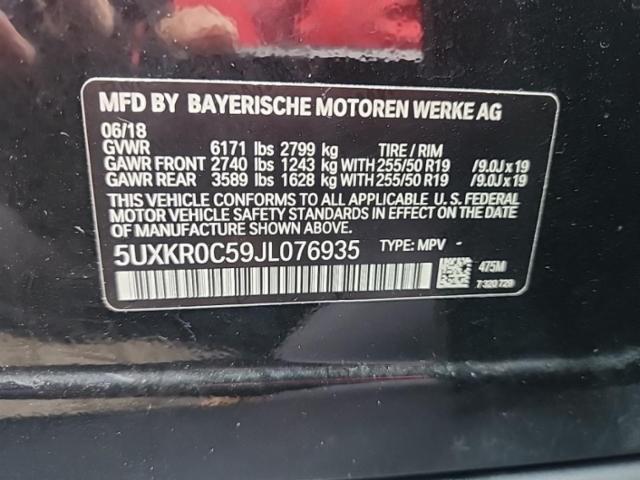 MFD BY BAYERISCHE MOTOREN WERKE AG
06/18
GVWR 6171 lbs 2799 kg TIRE / RIM
GAWR FRONT 2740 lbs 1243 kg WITH 255/50 R19 /9.0J x 19
GAWR REAR 3589 lbs 1628 kg WITH 255/50 R19 /9.0J x 19
THIS VEHICLE CONFORMS TO ALL APPLICABLE U.S. FEDERAL
MOTOR VEHICLE SAFETY STANDARDS IN EFFECT ON THE DATE
OF MANUFACTURE SHOWN ABOVE.
5UXKR0C59JL076935 TYPE: MPV -
475M
7 320 728